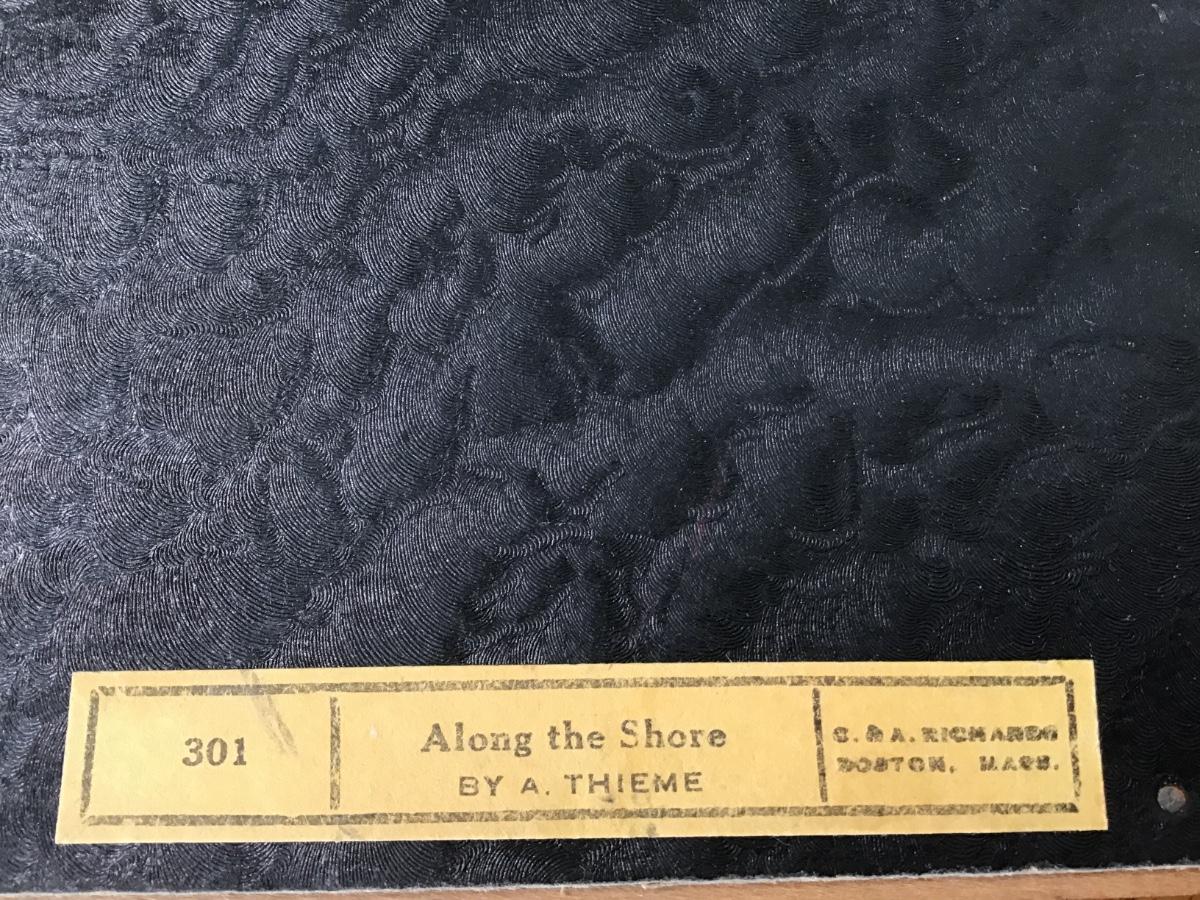 301
Along the Shore
BY A. THIEME
C. & A. RICHARDS
BOSTON, MASS.